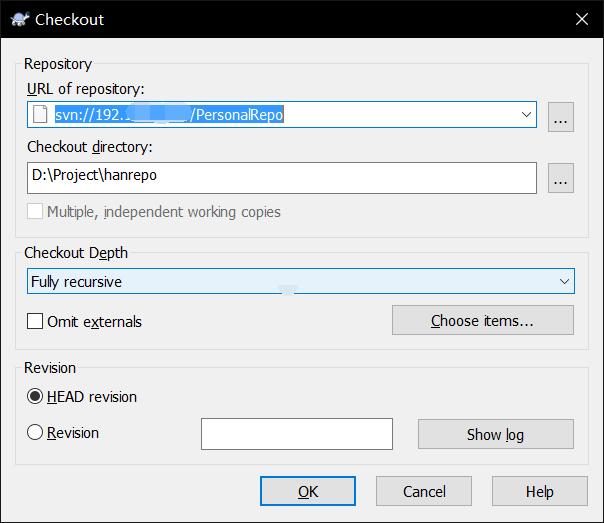 Checkout
Repository
URL of repository:
svn://192.1 /PersonalRepo
...
Checkout directory:
D:\Project\hanrepo
...
Multiple, independent working copies
Checkout Depth
Fully recursive
Omit externals
Choose items...
Revision
HEAD revision
Revision
Show log
OK
Cancel
Help